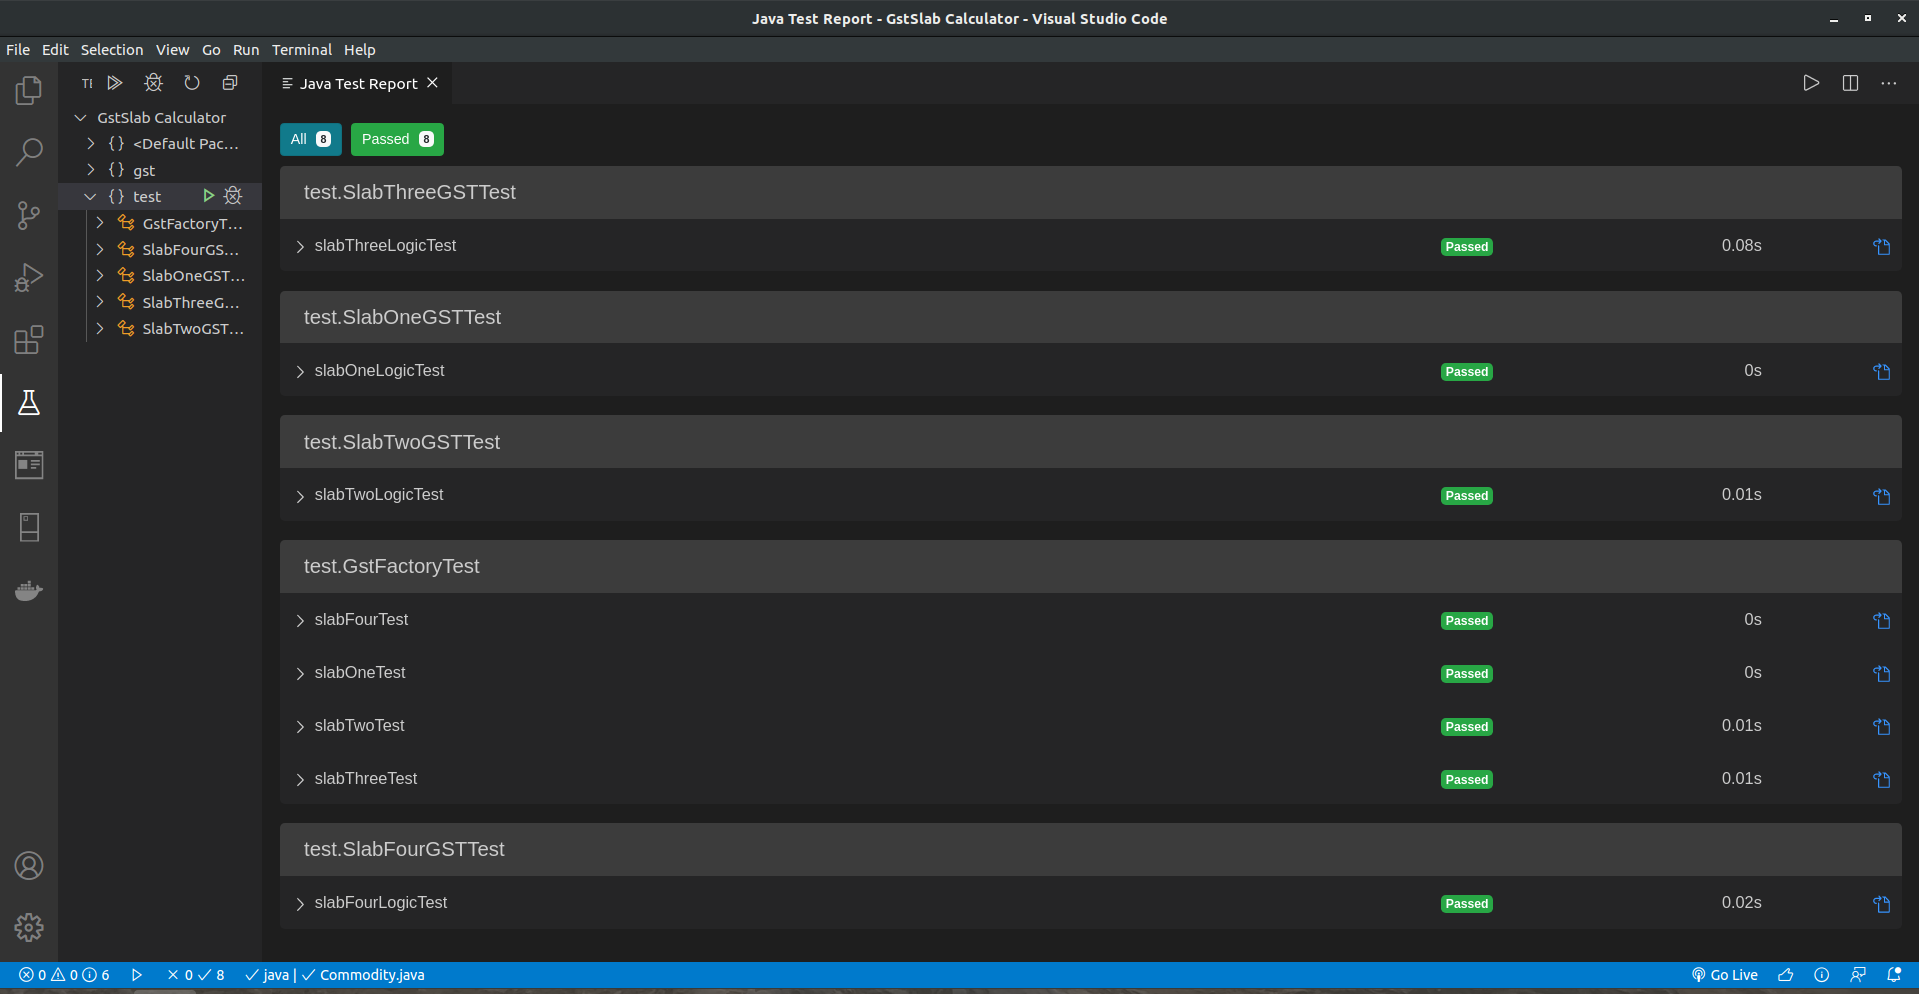 Java Test Report - GstSlab Calculator - Visual Studio Code
File Edit Selection View Go Run Terminal Help
TE
Java Test Report
GstSlab Calculator
{} <Default Pac...
{} gst
{} test
GstFactoryT...
SlabFourGS...
SlabOneGST...
SlabThreeG...
SlabTwoGST...
All 8 Passed 8
test.SlabThreeGSTTest
slabThreeLogicTest Passed 0.08s
test.SlabOneGSTTest
slabOneLogicTest Passed 0s
test.SlabTwoGSTTest
slabTwoLogicTest Passed 0.01s
test.GstFactoryTest
slabFourTest Passed 0s
slabOneTest Passed 0s
slabTwoTest Passed 0.01s
slabThreeTest Passed 0.01s
test.SlabFourGSTTest
slabFourLogicTest Passed 0.02s
0 0 6 0 8 java | Commodity.java Go Live